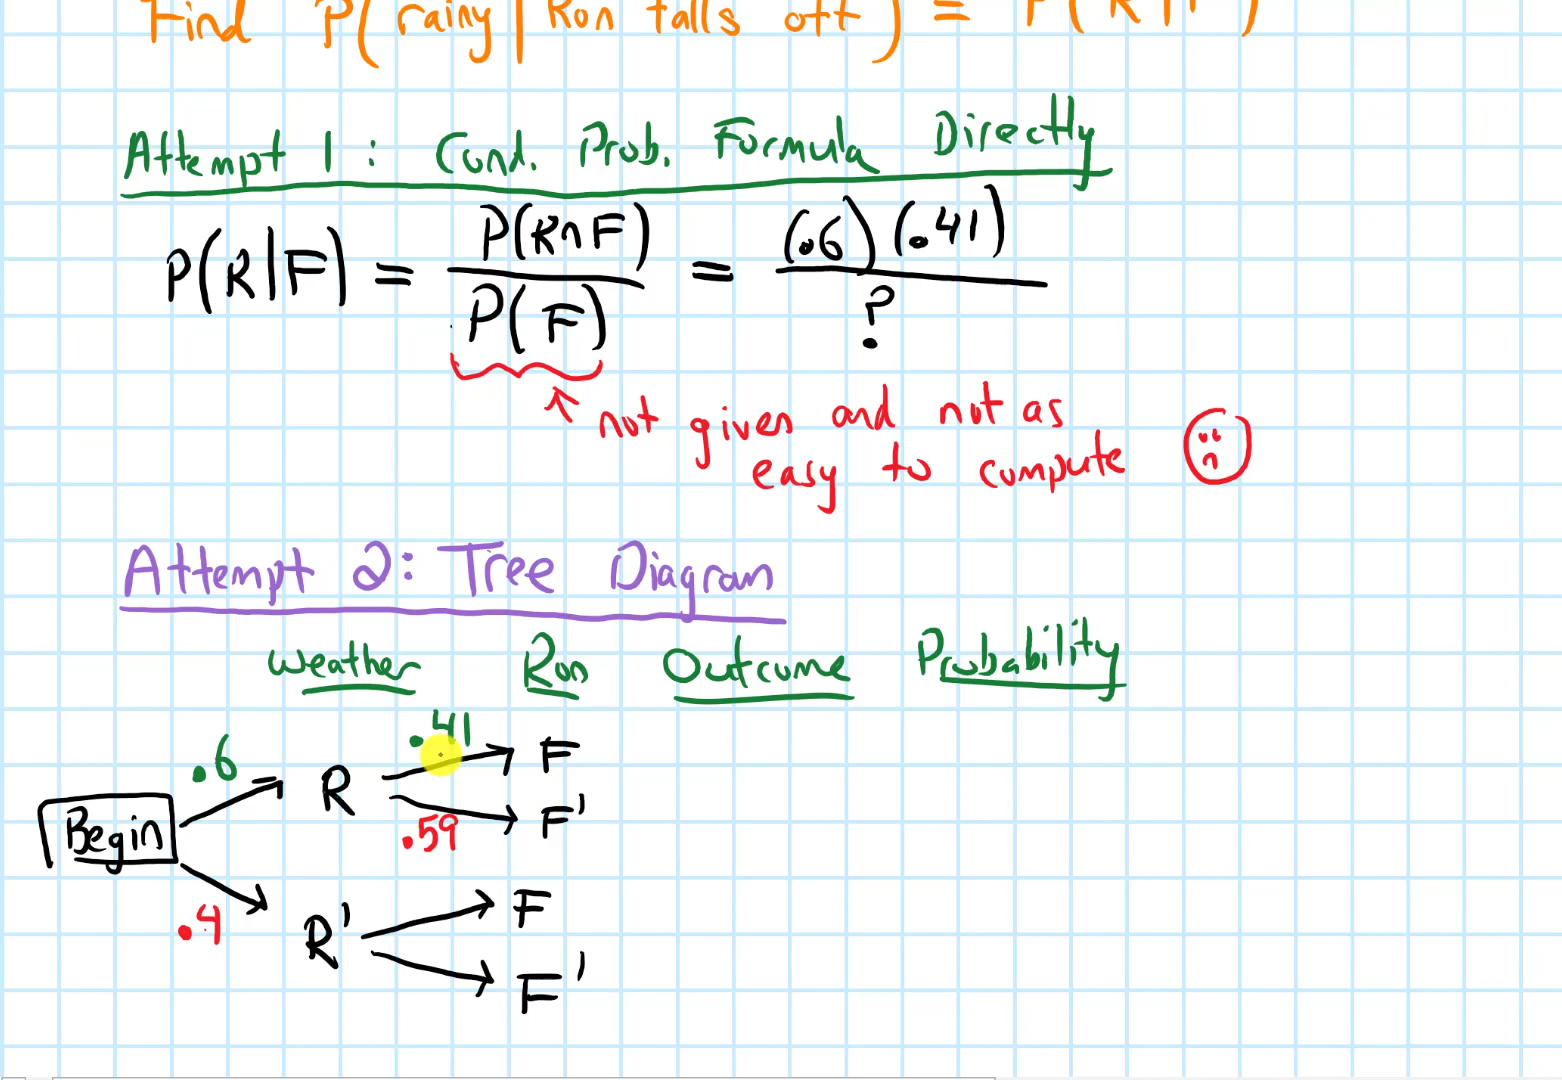 Find P(rainy | Ron falls off) = P(R|F)
Attempt 1: Cond. Prob. Formula Directly
P(R|F) = P(R∩F) / P(F) = (.6)(.41) / ?
↑ not given and not as
easy to compute
Attempt 2: Tree Diagram
Weather Ron Outcome Probability
.6 R .41 F
.59 F'
Begin
.4 R' F
F'